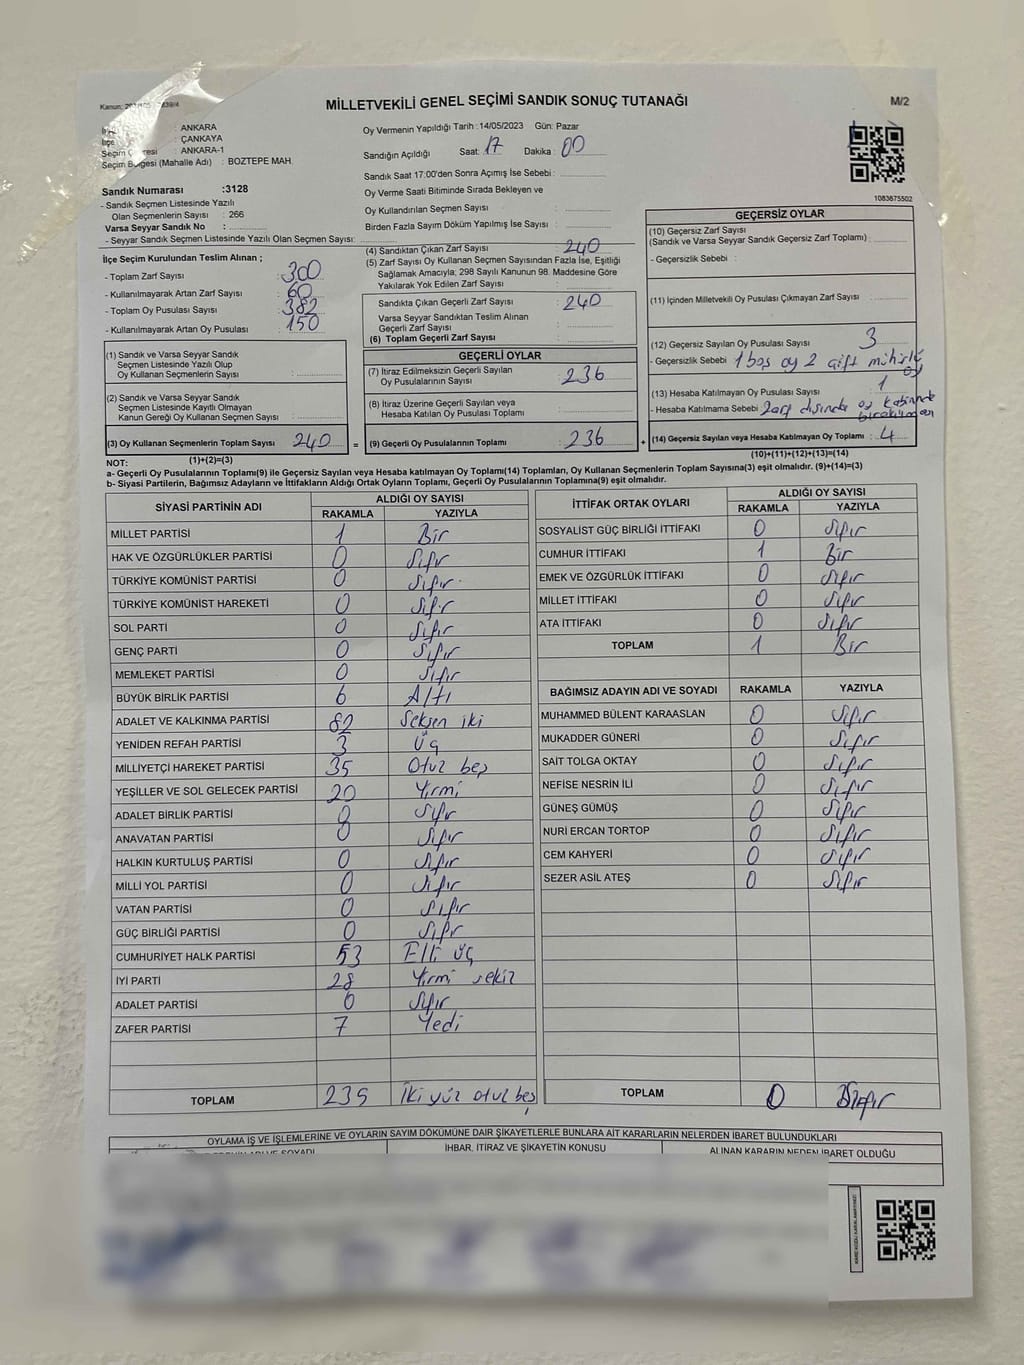 MİLLETVEKİLİ GENEL SEÇİMİ SANDIK SONUÇ TUTANAĞI
M/2
: ANKARA
: ÇANKAYA
: ANKARA-1
Seçim Bölgesi (Mahalle Adı) : BOZTEPE MAH.
Sandık Numarası :3128
- Sandık Seçmen Listesinde Yazılı
Olan Seçmenlerin Sayısı : 266
Varsa Seyyar Sandık No :
- Seyyar Sandık Seçmen Listesinde Yazılı Olan Seçmen Sayısı:
Oy Vermenin Yapıldığı Tarih : 14/05/2023 Gün: Pazar
Sandığın Açıldığı Saat: 17 Dakika : 00
Sandık Saat 17:00'den Sonra Açımış İse Sebebi :
Oy Verme Saati Bitiminde Sırada Bekleyen ve
Oy Kullandırılan Seçmen Sayısı :
Birden Fazla Sayım Döküm Yapılmış İse Sayısı :
1083875502
İlçe Seçim Kurulundan Teslim Alınan ;
- Toplam Zarf Sayısı : 300
- Kullanılmayarak Artan Zarf Sayısı : 60
- Toplam Oy Pusulası Sayısı : 382
- Kullanılmayarak Artan Oy Pusulası : 150
(4) Sandıktan Çıkan Zarf Sayısı : 240
(5) Zarf Sayısı Oy Kullanan Seçmen Sayısından Fazla İse, Eşitliği
Sağlamak Amacıyla; 298 Sayılı Kanunun 98. Maddesine Göre
Yakılarak Yok Edilen Zarf Sayısı :
Sandıkta Çıkan Geçerli Zarf Sayısı : 240
Varsa Seyyar Sandıktan Teslim Alınan
Geçerli Zarf Sayısı :
(6) Toplam Geçerli Zarf Sayısı :
GEÇERSİZ OYLAR
(10) Geçersiz Zarf Sayısı
(Sandık ve Varsa Seyyar Sandık Geçersiz Zarf Toplamı) :
- Geçersizlik Sebebi :
(11) İçinden Milletvekili Oy Pusulası Çıkmayan Zarf Sayısı :
(12) Geçersiz Sayılan Oy Pusulası Sayısı : 3
- Geçersizlik Sebebi : 1 boş oy 2 çift mühürlü oy
(13) Hesaba Katılmayan Oy Pusulası Sayısı : 1
- Hesaba Katılmama Sebebi : Zarf dışında oy kabininde
(14) Geçersiz Sayılan veya Hesaba Katılmayan Oy Toplamı : 4
(10)+(11)+(12)+(13)=(14)
(1) Sandık ve Varsa Seyyar Sandık
Seçmen Listesinde Yazılı Olup
Oy Kullanan Seçmenlerin Sayısı :
(2) Sandık ve Varsa Seyyar Sandık
Seçmen Listesinde Kayıtlı Olmayan
Kanun Gereği Oy Kullanan Seçmen Sayısı :
(3) Oy Kullanan Seçmenlerin Toplam Sayısı : 240 =
(1)+(2)=(3)
GEÇERLİ OYLAR
(7) İtiraz Edilmeksizin Geçerli Sayılan
Oy Pusulalarının Sayısı : 236
(8) İtiraz Üzerine Geçerli Sayılan veya
Hesaba Katılan Oy Pusulası Toplamı :
(9) Geçerli Oy Pusulalarının Toplamı : 236 +
NOT:
a- Geçerli Oy Pusulalarının Toplamı(9) ile Geçersiz Sayılan veya Hesaba katılmayan Oy Toplamı(14) Toplamları, Oy Kullanan Seçmenlerin Toplam Sayısına(3) eşit olmalıdır. (9)+(14)=(3)
b- Siyasi Partilerin, Bağımsız Adayların ve İttifakların Aldığı Ortak Oyların Toplamı, Geçerli Oy Pusulalarının Toplamına(9) eşit olmalıdır.
SİYASİ PARTİNİN ADI ALDIĞI OY SAYISI
RAKAMLA YAZIYLA
MİLLET PARTİSİ 1 Bir
HAK VE ÖZGÜRLÜKLER PARTİSİ 0 Sıfır
TÜRKİYE KOMÜNİST PARTİSİ 0 Sıfır
TÜRKİYE KOMÜNİST HAREKETİ 0 Sıfır
SOL PARTİ 0 Sıfır
GENÇ PARTİ 0 Sıfır
MEMLEKET PARTİSİ 0 Sıfır
BÜYÜK BİRLİK PARTİSİ 6 Altı
ADALET VE KALKINMA PARTİSİ 82 Seksen iki
YENİDEN REFAH PARTİSİ 3 Üç
MİLLİYETÇİ HAREKET PARTİSİ 35 Otuz beş
YEŞİLLER VE SOL GELECEK PARTİSİ 20 Yirmi
ADALET BİRLİK PARTİSİ 0 Sıfır
ANAVATAN PARTİSİ 0 Sıfır
HALKIN KURTULUŞ PARTİSİ 0 Sıfır
MİLLİ YOL PARTİSİ 0 Sıfır
VATAN PARTİSİ 0 Sıfır
GÜÇ BİRLİĞİ PARTİSİ 0 Sıfır
CUMHURİYET HALK PARTİSİ 53 Elli üç
İYİ PARTİ 28 Yirmi sekiz
ADALET PARTİSİ 0 Sıfır
ZAFER PARTİSİ 7 Yedi
TOPLAM 235 İki yüz otuz beş
İTTİFAK ORTAK OYLARI ALDIĞI OY SAYISI
RAKAMLA YAZIYLA
SOSYALİST GÜÇ BİRLİĞİ İTTİFAKI 0 Sıfır
CUMHUR İTTİFAKI 1 Bir
EMEK VE ÖZGÜRLÜK İTTİFAKI 0 Sıfır
MİLLET İTTİFAKI 0 Sıfır
ATA İTTİFAKI 0 Sıfır
TOPLAM 1 Bir
BAĞIMSIZ ADAYIN ADI VE SOYADI RAKAMLA YAZIYLA
MUHAMMED BÜLENT KARAASLAN 0 Sıfır
MUKADDER GÜNERİ 0 Sıfır
SAİT TOLGA OKTAY 0 Sıfır
NEFİSE NESRİN İLİ 0 Sıfır
GÜNEŞ GÜMÜŞ 0 Sıfır
NURİ ERCAN TORTOP 0 Sıfır
CEM KAHYERİ 0 Sıfır
SEZER ASİL ATEŞ 0 Sıfır
TOPLAM 0 Sıfır
OYLAMA İŞ VE İŞLEMLERİNE VE OYLARIN SAYIM DÖKÜMÜNE DAİR ŞİKAYETLERLE BUNLARA AİT KARARLARIN NELERDEN İBARET BULUNDUKLARI
İHBAR, İTİRAZ VE ŞİKAYETİN KONUSU
ALINAN KARARIN NEDEN İBARET OLDUĞU